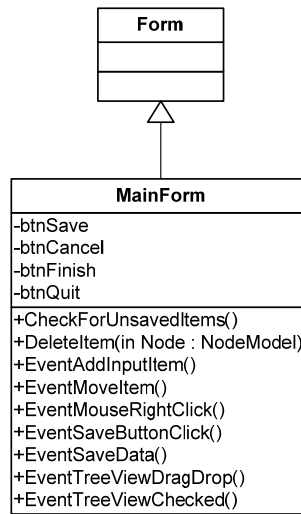 Form
MainForm
-btnSave
-btnCancel
-btnFinish
-btnQuit
+CheckForUnsavedItems()
+DeleteItem(in Node : NodeModel)
+EventAddInputItem()
+EventMoveItem()
+EventMouseRightClick()
+EventSaveButtonClick()
+EventSaveData()
+EventTreeViewDragDrop()
+EventTreeViewChecked()